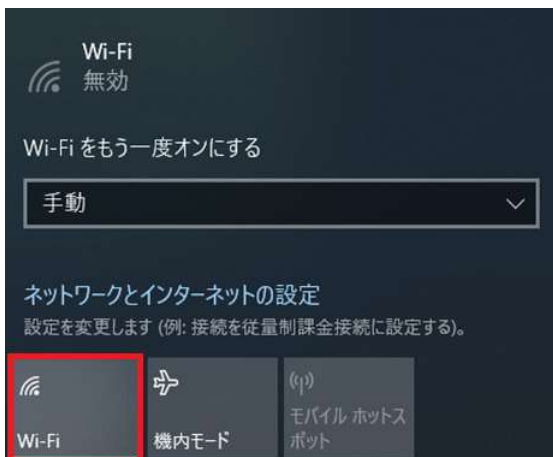 Wi-Fi
無効
Wi-Fi をもう一度オンにする
手動
ネットワークとインターネットの設定
設定を変更します (例: 接続を従量制課金接続に設定する)。
Wi-Fi
機内モード
モバイル ホットス
ポット